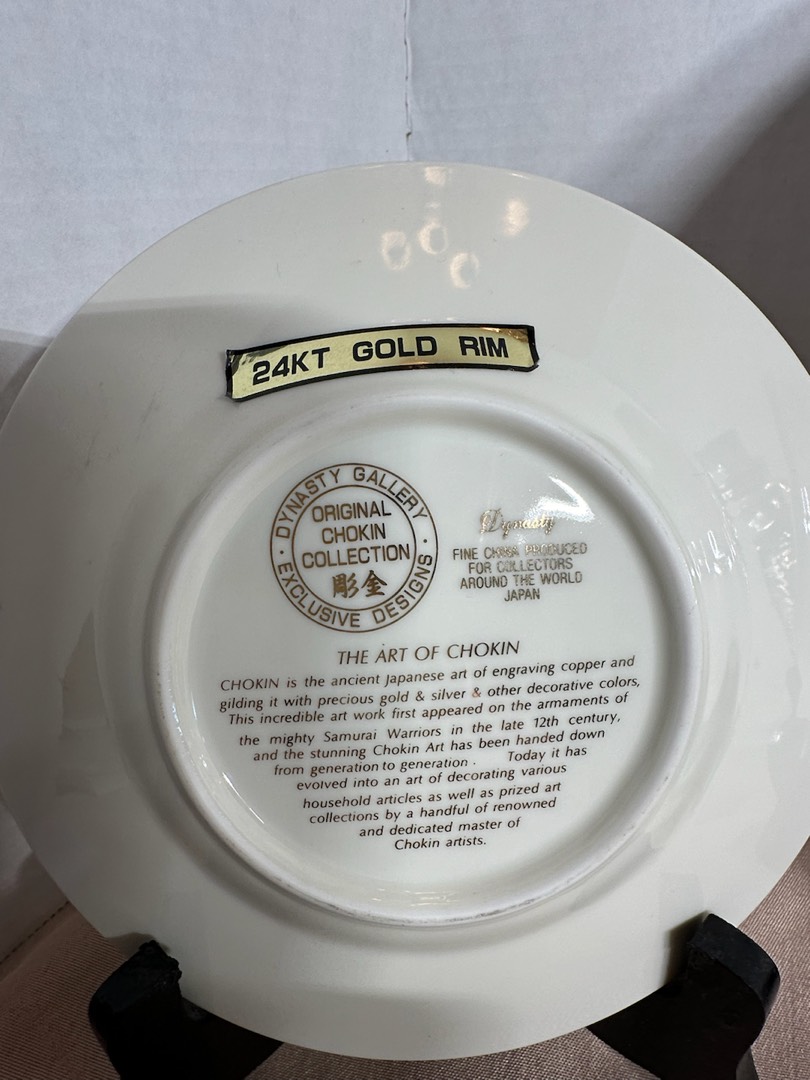 24KT GOLD RIM
DYNASTY GALLERY
ORIGINAL
CHOKIN
COLLECTION
彫金
EXCLUSIVE DESIGNS
Dynasty
FINE CHINA PRODUCED
FOR COLLECTORS
AROUND THE WORLD
JAPAN
THE ART OF CHOKIN
CHOKIN is the ancient Japanese art of engraving copper and
gilding it with precious gold & silver & other decorative colors,
This incredible art work first appeared on the armaments of
the mighty Samurai Warriors in the late 12th century,
and the stunning Chokin Art has been handed down
from generation to generation . Today it has
evolved into an art of decorating various
household articles as well as prized art
collections by a handful of renowned
and dedicated master of
Chokin artists.